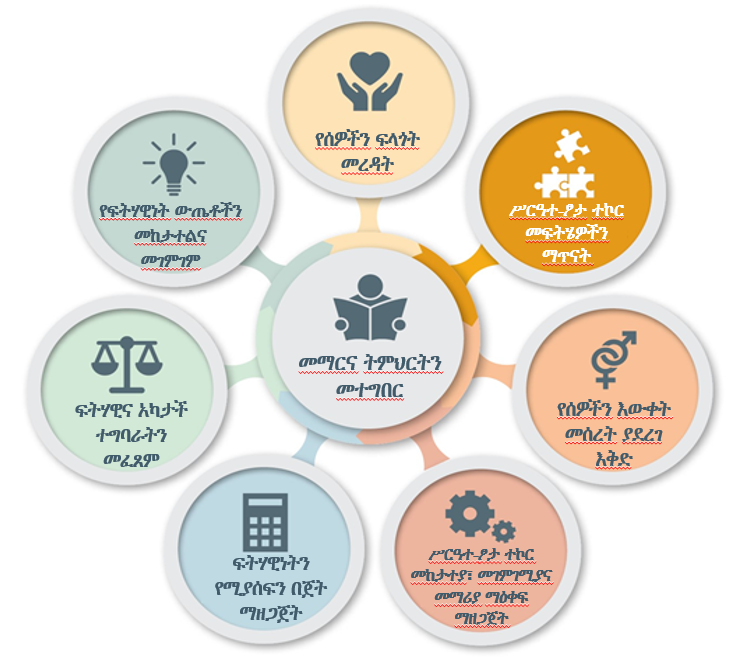 የሰዎችን ፍላጎት
መረዳት
ሥርዓተ-ፆታ ተኮር
መፍትሄዎችን
ማጥናት
የሰዎችን እውቀት
መሰረት ያደረገ
እቅድ
ሥርዓተ-ፆታ ተኮር
መከታተያ፣ መገምገሚያና
መማሪያ ማዕቀፍ
ማዘጋጀት
ፍትሃዊነትን
የሚያሰፍን በጀት
ማዘጋጀት
ፍትሃዊና አካታች
ተግባራትን
መፈጸም
የፍትሃዊነት ውጤቶችን
መከታተልና
መገምገም
መማርና ትምህርትን
መተግበር